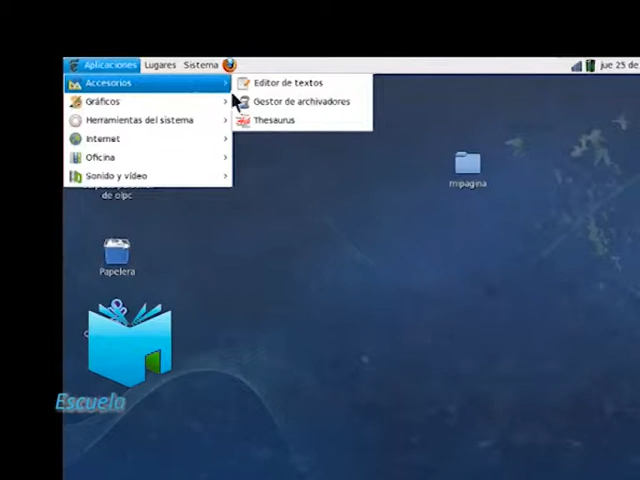 Aplicaciones Lugares Sistema jue 25 de
Accesorios
Gráficos
Herramientas del sistema
Internet
Oficina
Sonido y vídeo
Editor de textos
Gestor de archivadores
Thesaurus
de olpc
mipagina
Papelera
Escuela